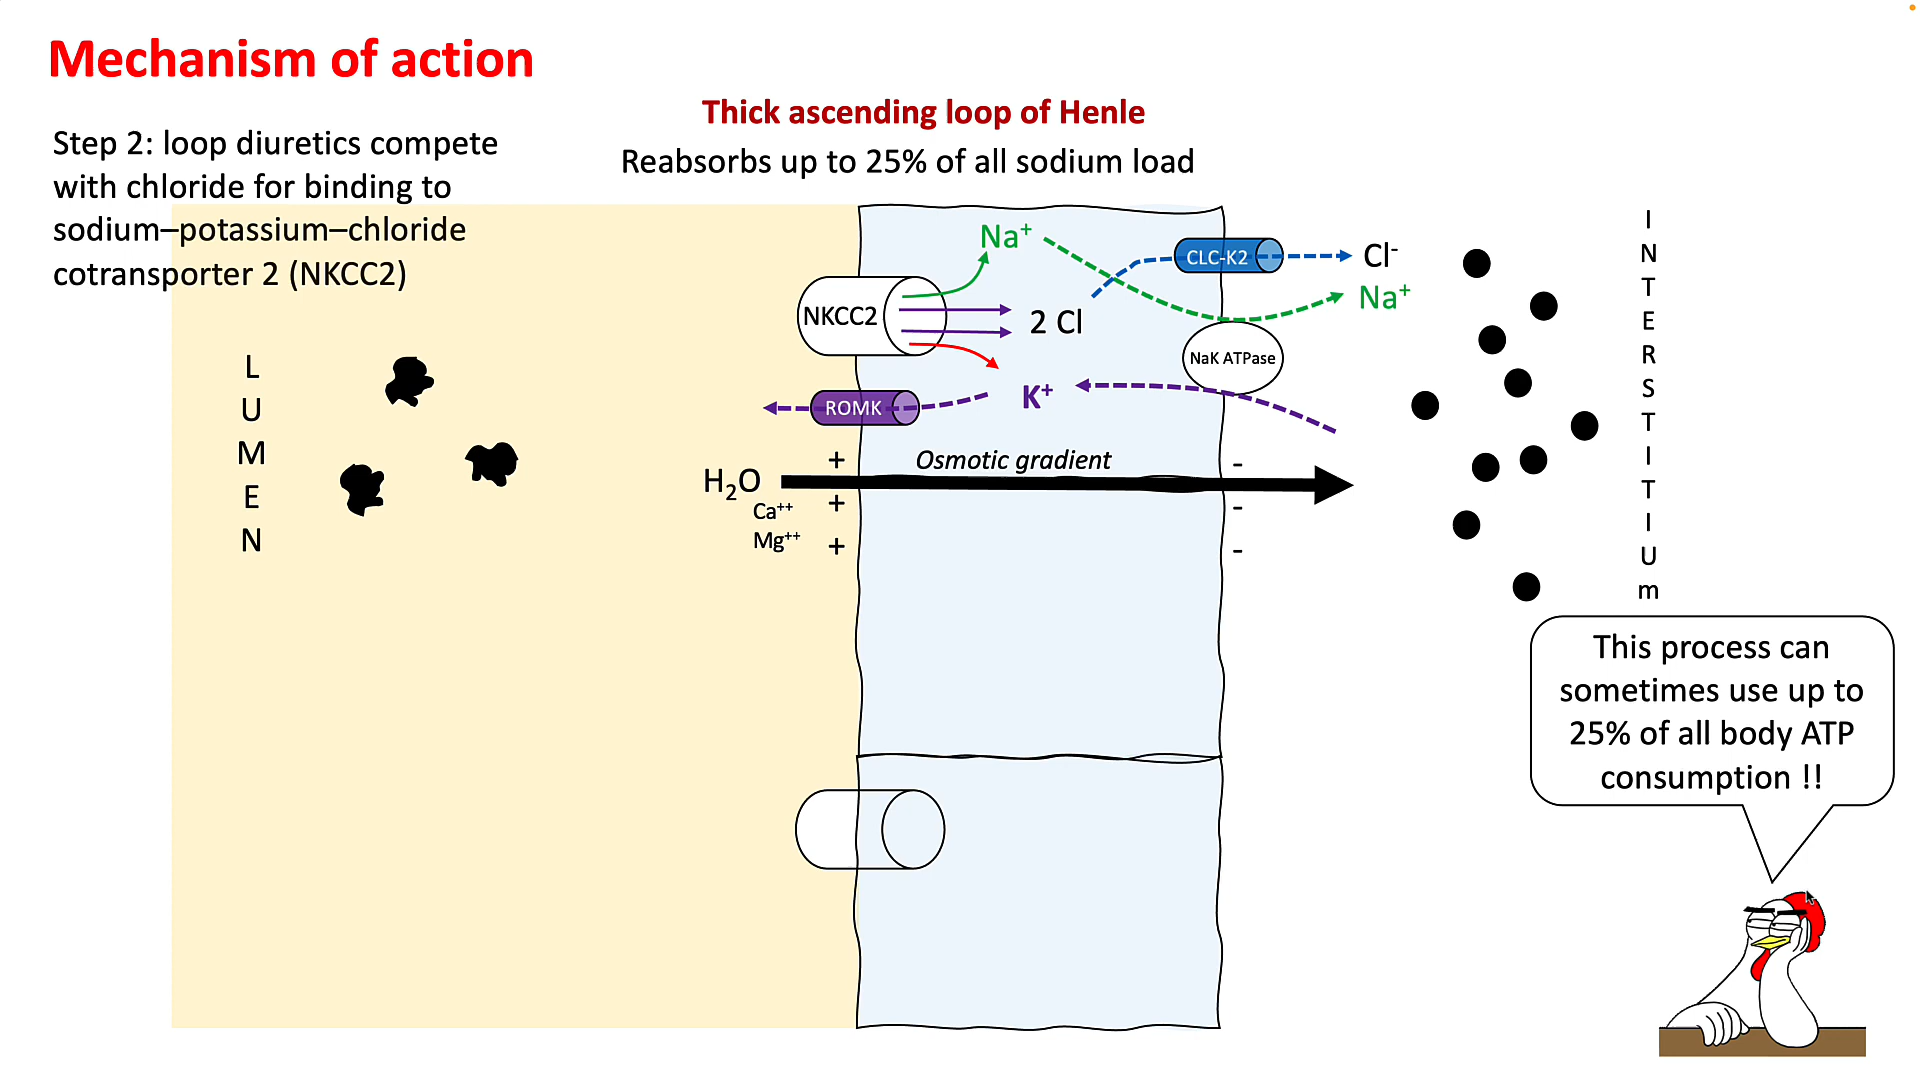 Mechanism of action
Step 2: loop diuretics compete
with chloride for binding to
sodium–potassium–chloride
cotransporter 2 (NKCC2)
Thick ascending loop of Henle
Reabsorbs up to 25% of all sodium load
L
U
M
E
N
NKCC2
Na⁺
2 Cl
K⁺
ROMK
CLC-K2
Cl⁻
Na⁺
NaK ATPase
Osmotic gradient
H₂O
Ca⁺⁺
Mg⁺⁺
+
+
+
-
-
-
I
N
T
E
R
S
T
I
T
I
U
m
This process can
sometimes use up to
25% of all body ATP
consumption !!